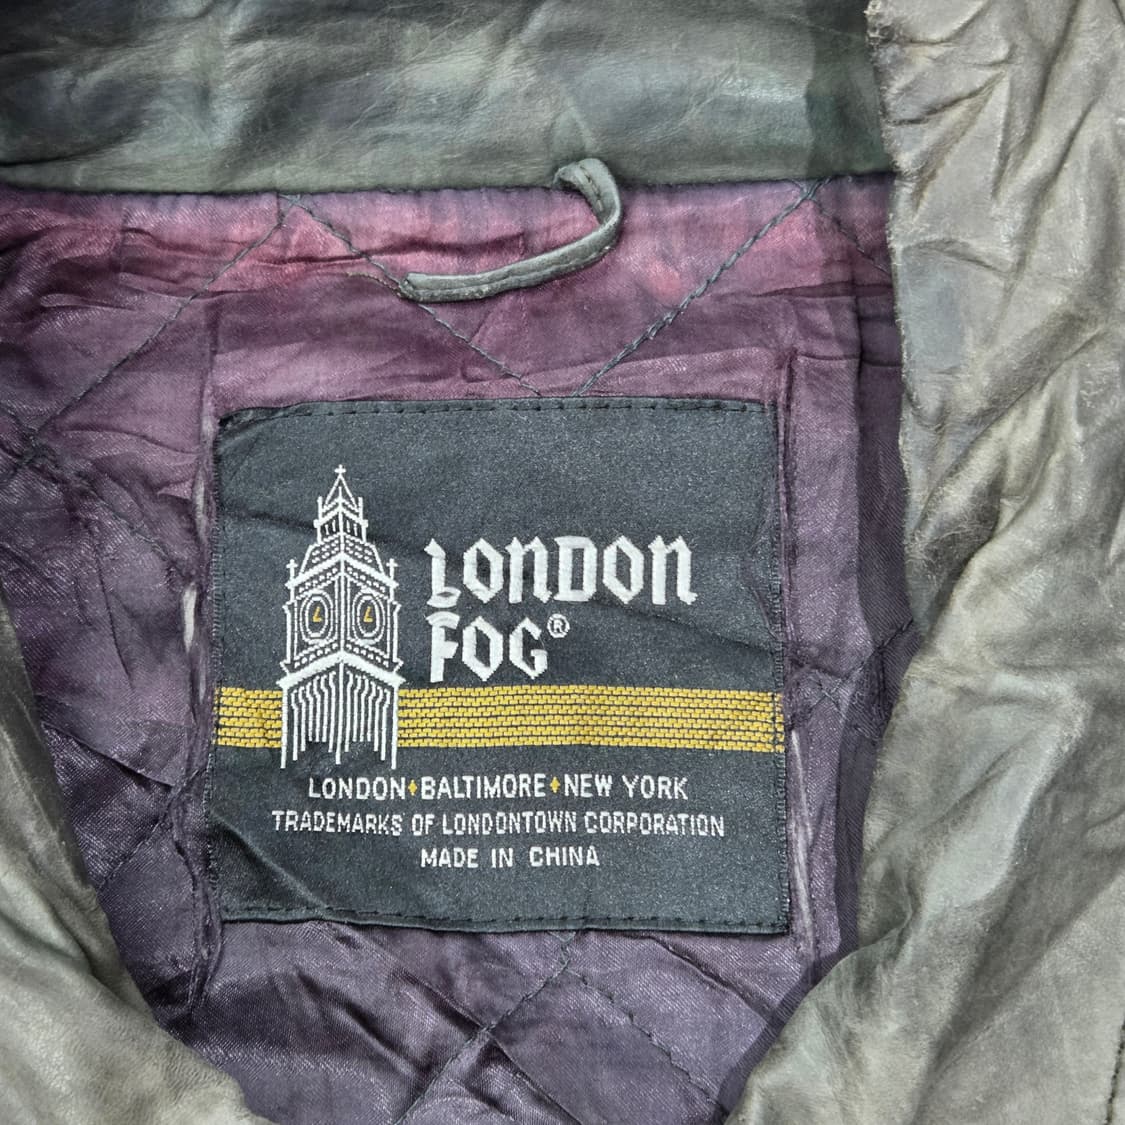 LONDON
FOG®
LONDON♦BALTIMORE♦NEW YORK
TRADEMARKS OF LONDONTOWN CORPORATION
MADE IN CHINA